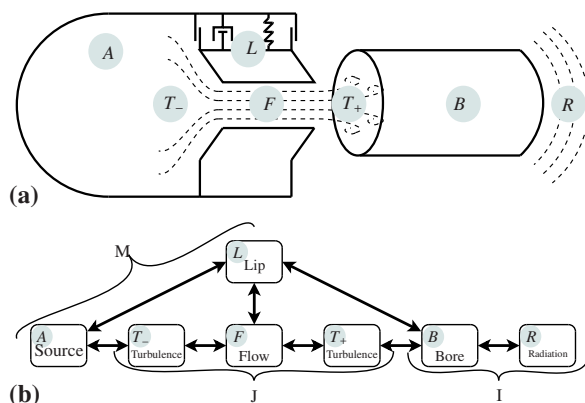 A
L
T−
F
T+
B
R
(a)
M
L
Lip
A
Source
T−
Turbulence
F
Flow
T+
Turbulence
B
Bore
R
Radiation
J
I
(b)